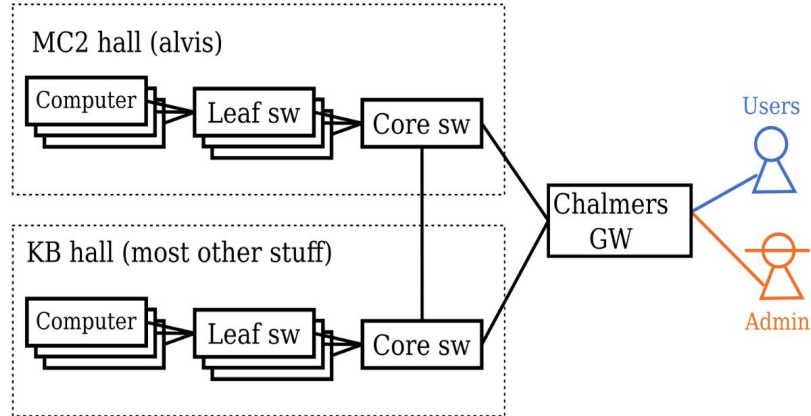 MC2 hall (alvis)
Computer
Leaf sw
Core sw
Users
Chalmers
GW
KB hall (most other stuff)
Computer
Leaf sw
Core sw
Admin